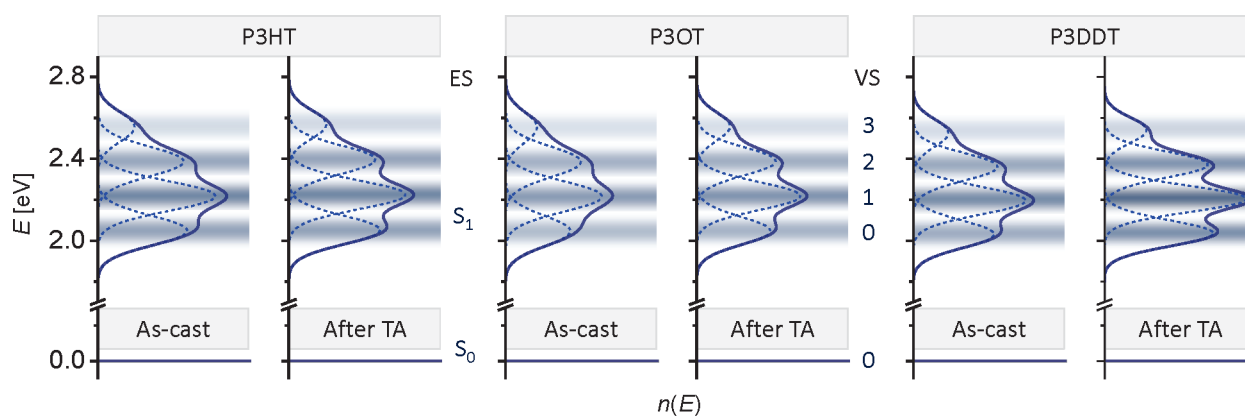 P3HT P3OT P3DDT
2.8 ES VS
3
2.4 2
1
E [eV] S₁
2.0 0
As-cast After TA As-cast After TA As-cast After TA
0.0 S₀ 0
n(E)